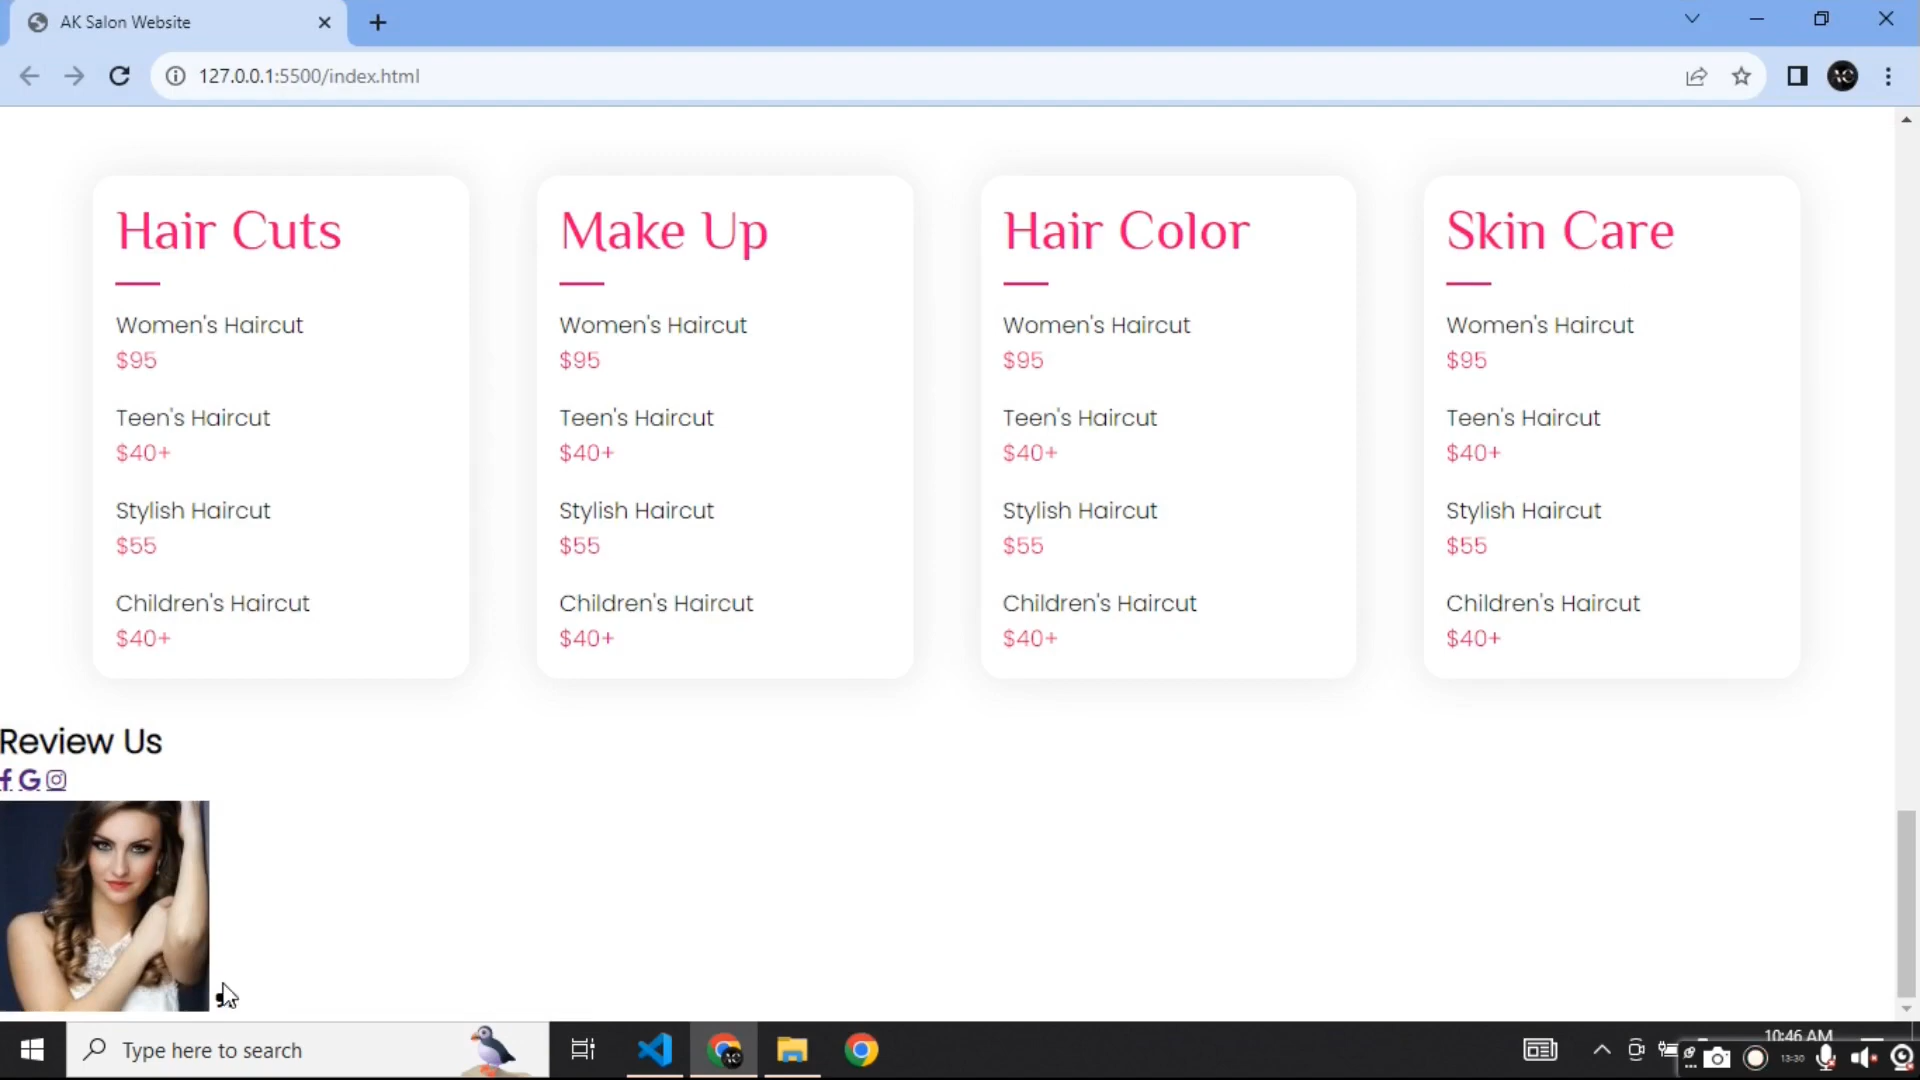 AK Salon Website
127.0.0.1:5500/index.html
Hair Cuts
Women's Haircut
$95
Teen's Haircut
$40+
Stylish Haircut
$55
Children's Haircut
$40+
Make Up
Women's Haircut
$95
Teen's Haircut
$40+
Stylish Haircut
$55
Children's Haircut
$40+
Hair Color
Women's Haircut
$95
Teen's Haircut
$40+
Stylish Haircut
$55
Children's Haircut
$40+
Skin Care
Women's Haircut
$95
Teen's Haircut
$40+
Stylish Haircut
$55
Children's Haircut
$40+
Review Us
Type here to search
10:46 AM
13:30